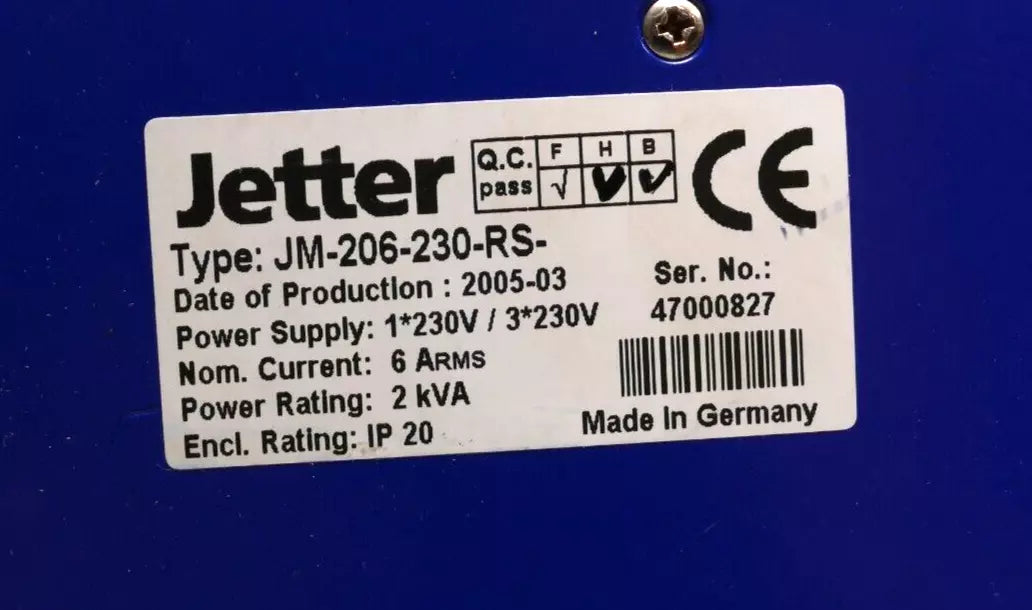 Jetter
Q.C. pass F H B
√ ✓ ✓
CE
Type: JM-206-230-RS-
Date of Production : 2005-03
Power Supply: 1*230V / 3*230V
Nom. Current: 6 ARMS
Power Rating: 2 kVA
Encl. Rating: IP 20
Ser. No.:
47000827
Made In Germany